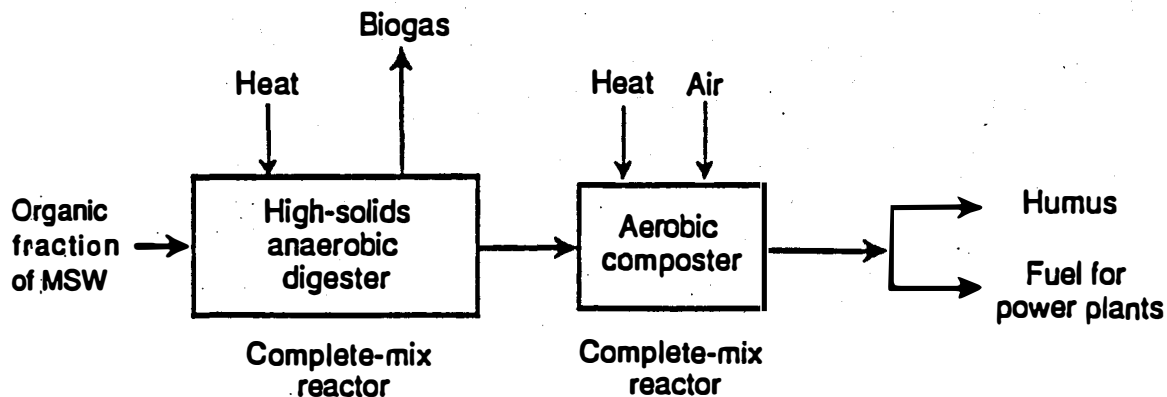 Biogas
Heat
Heat
Air
Organic
fraction
of MSW
High-solids
anaerobic
digester
Aerobic
composter
Humus
Fuel for
power plants
Complete-mix
reactor
Complete-mix
reactor